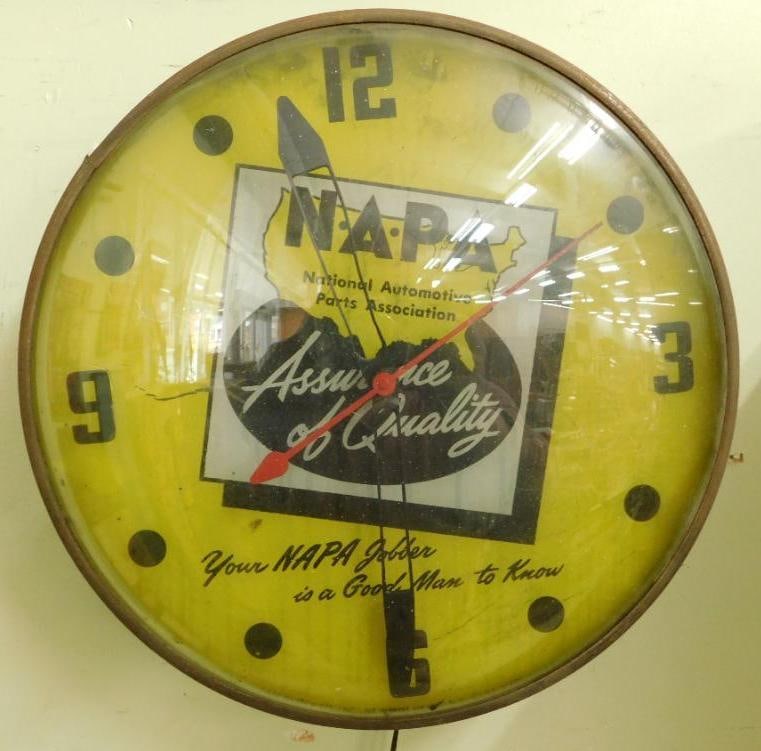 12
N·A·P·A
National Automotive
Parts Association
9
3
Assurance
of Quality
Your NAPA Jobber
is a Good Man to Know
6